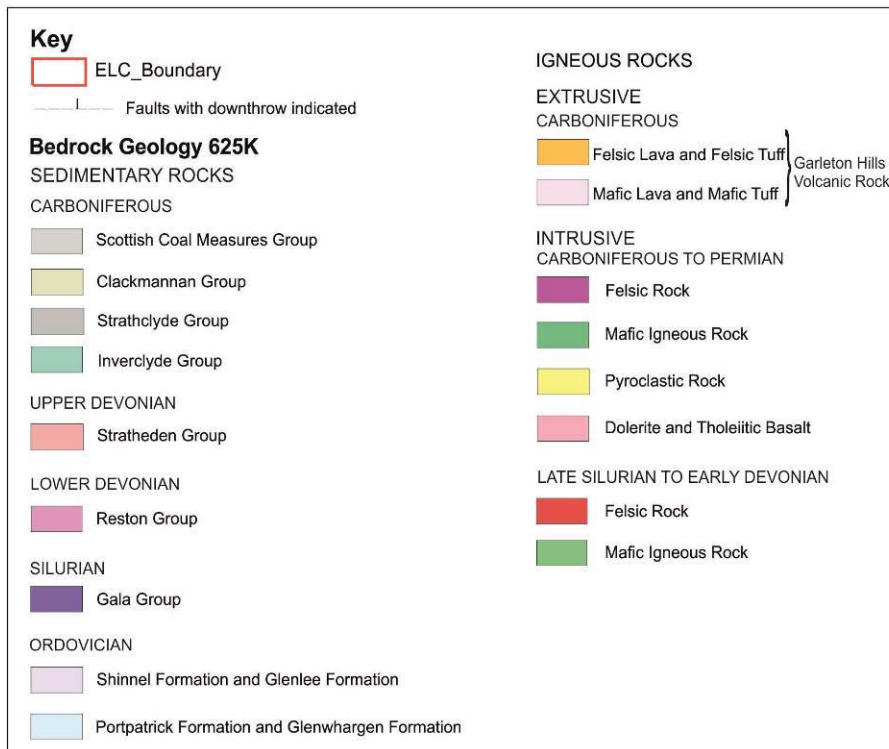 Key
ELC_Boundary
Faults with downthrow indicated
Bedrock Geology 625K
SEDIMENTARY ROCKS
CARBONIFEROUS
Scottish Coal Measures Group
Clackmannan Group
Strathclyde Group
Inverclyde Group
UPPER DEVONIAN
Stratheden Group
LOWER DEVONIAN
Reston Group
SILURIAN
Gala Group
ORDOVICIAN
Shinnel Formation and Glenlee Formation
Portpatrick Formation and Glenwhargen Formation
IGNEOUS ROCKS
EXTRUSIVE
CARBONIFEROUS
Felsic Lava and Felsic Tuff
Mafic Lava and Mafic Tuff
Garleton Hills
Volcanic Rock
INTRUSIVE
CARBONIFEROUS TO PERMIAN
Felsic Rock
Mafic Igneous Rock
Pyroclastic Rock
Dolerite and Tholeiitic Basalt
LATE SILURIAN TO EARLY DEVONIAN
Felsic Rock
Mafic Igneous Rock